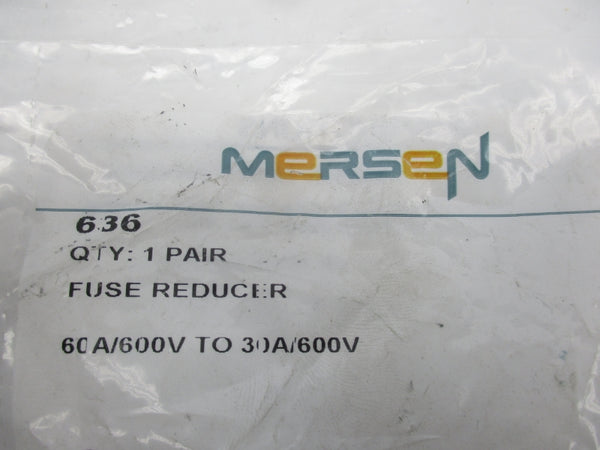 MERSEN
636
QTY: 1 PAIR
FUSE REDUCER
60A/600V TO 30A/600V